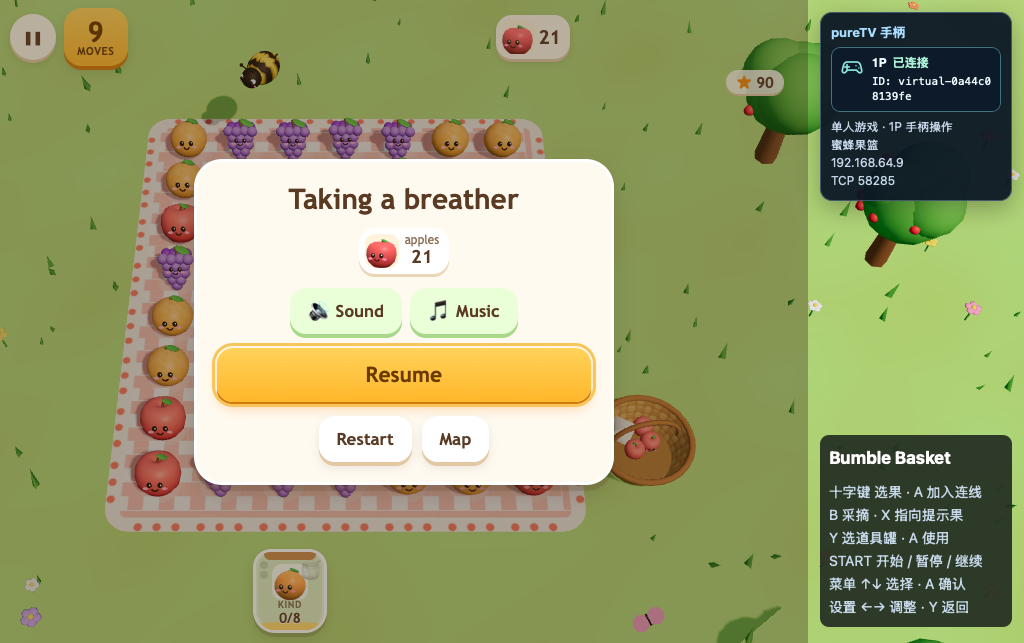 9
MOVES
21
90
Taking a breather
apples
21
Sound
Music
Resume
Restart
Map
KIND
0/8
pureTV 手柄
1P 已连接
ID: virtual-0a44c0
8139fe
单人游戏 · 1P 手柄操作
蜜蜂果篮
192.168.64.9
TCP 58285
Bumble Basket
十字键 选果 · A 加入连线
B 采摘 · X 指向提示果
Y 选道具罐 · A 使用
START 开始 / 暂停 / 继续
菜单 ↑↓ 选择 · A 确认
设置 ←→ 调整 · Y 返回